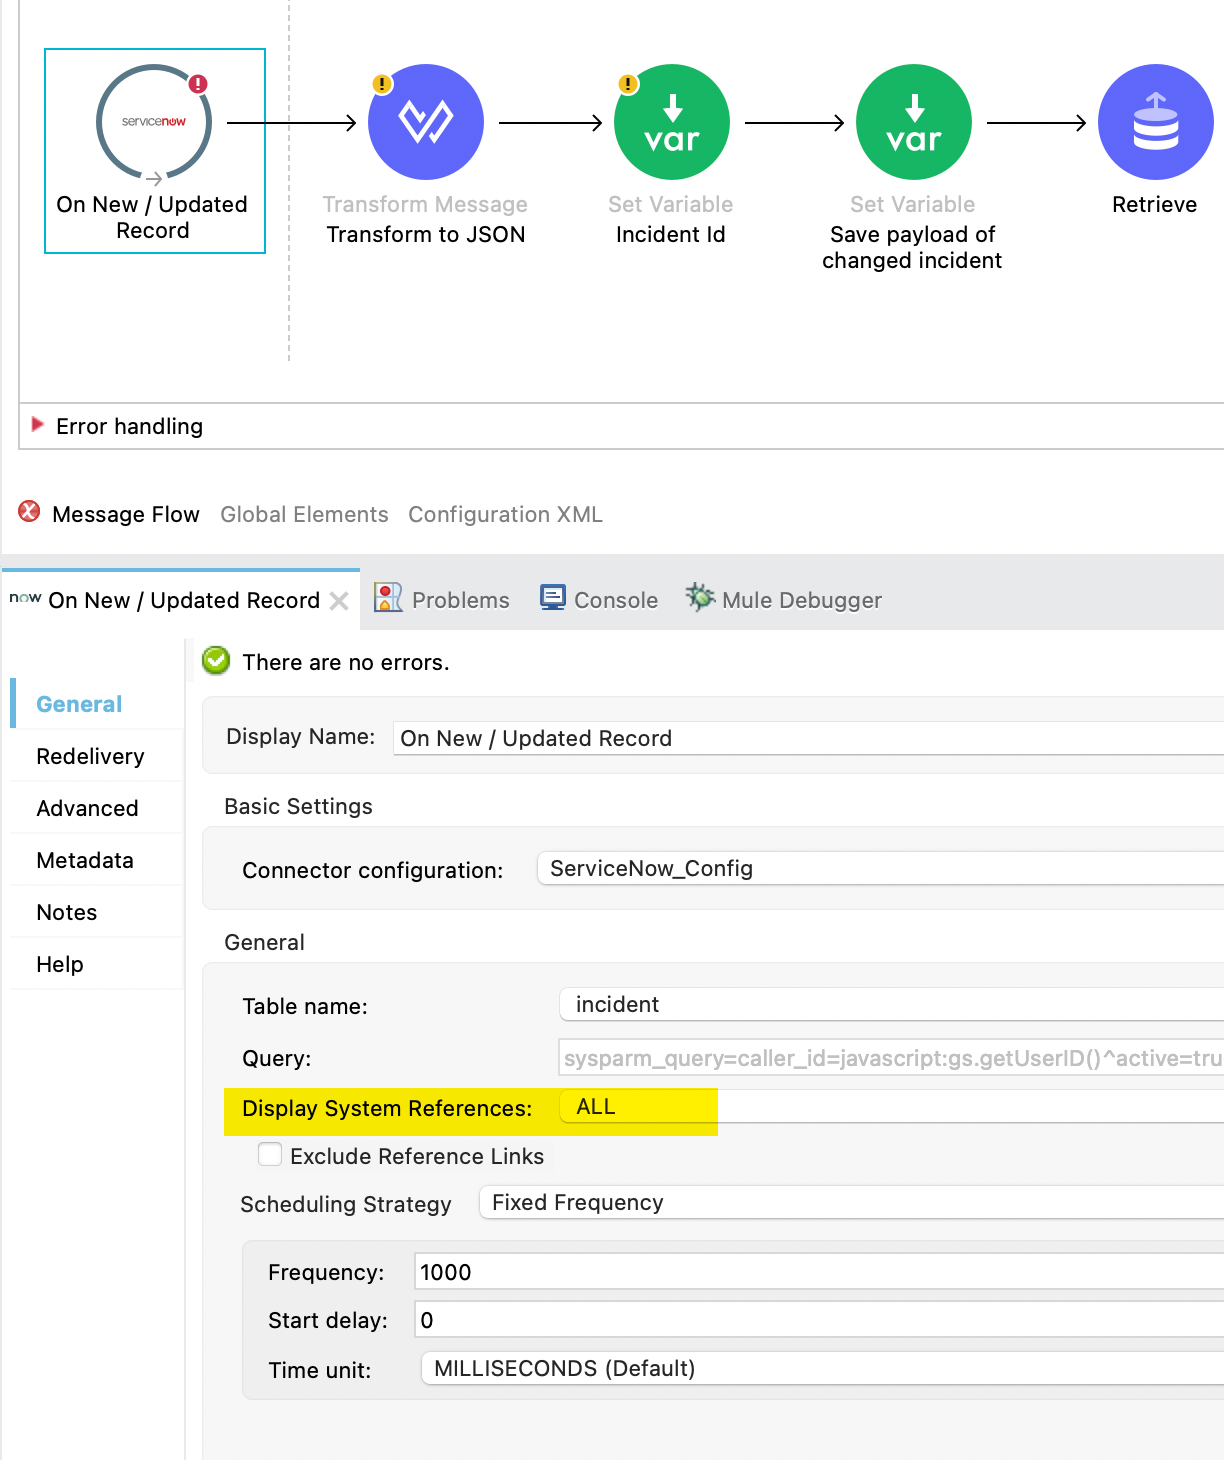 servicenow
On New / Updated
Record
Transform Message
Transform to JSON
var
Set Variable
Incident Id
var
Set Variable
Save payload of
changed incident
Retrieve
Error handling
Message Flow Global Elements Configuration XML
now On New / Updated Record Problems Console Mule Debugger
There are no errors.
General
Redelivery
Advanced
Metadata
Notes
Help
Display Name: On New / Updated Record
Basic Settings
Connector configuration: ServiceNow_Config
General
Table name: incident
Query: sysparm_query=caller_id=javascript:gs.getUserID()^active=tru
Display System References: ALL
Exclude Reference Links
Scheduling Strategy Fixed Frequency
Frequency: 1000
Start delay: 0
Time unit: MILLISECONDS (Default)